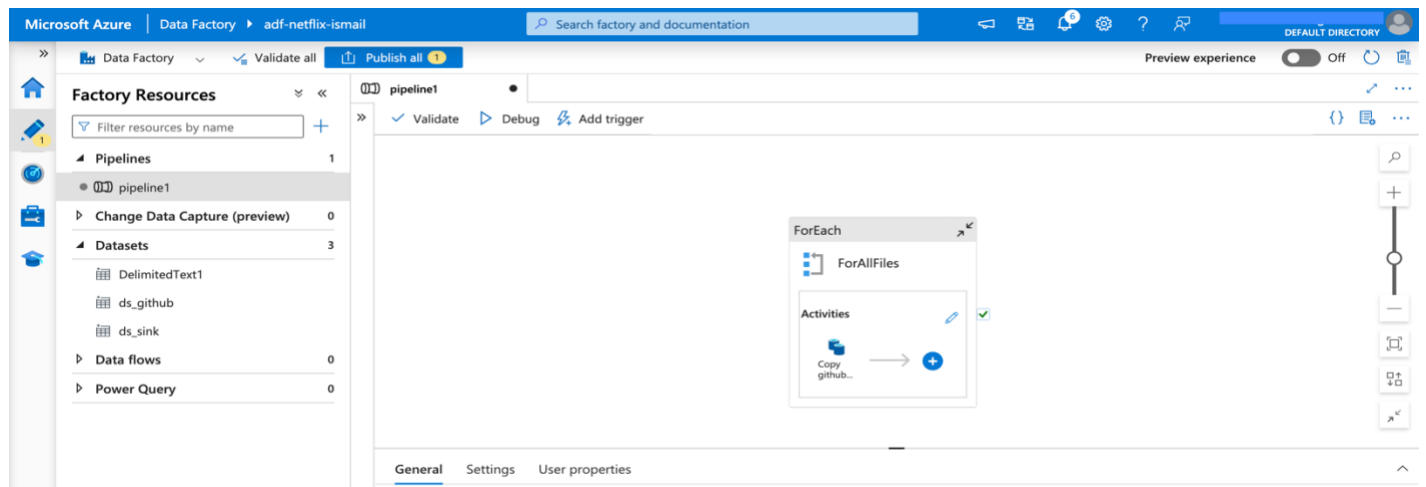 Microsoft Azure Data Factory adf-netflix-ismail Search factory and documentation 6 ? DEFAULT DIRECTORY
Data Factory Validate all Publish all 1 Preview experience Off
Factory Resources
Filter resources by name
1
Pipelines 1
pipeline1
Change Data Capture (preview) 0
Datasets 3
DelimitedText1
ds_github
ds_sink
Data flows 0
Power Query 0
pipeline1
Validate Debug Add trigger {}
ForEach
ForAllFiles
Activities
Copy
github...
General Settings User properties